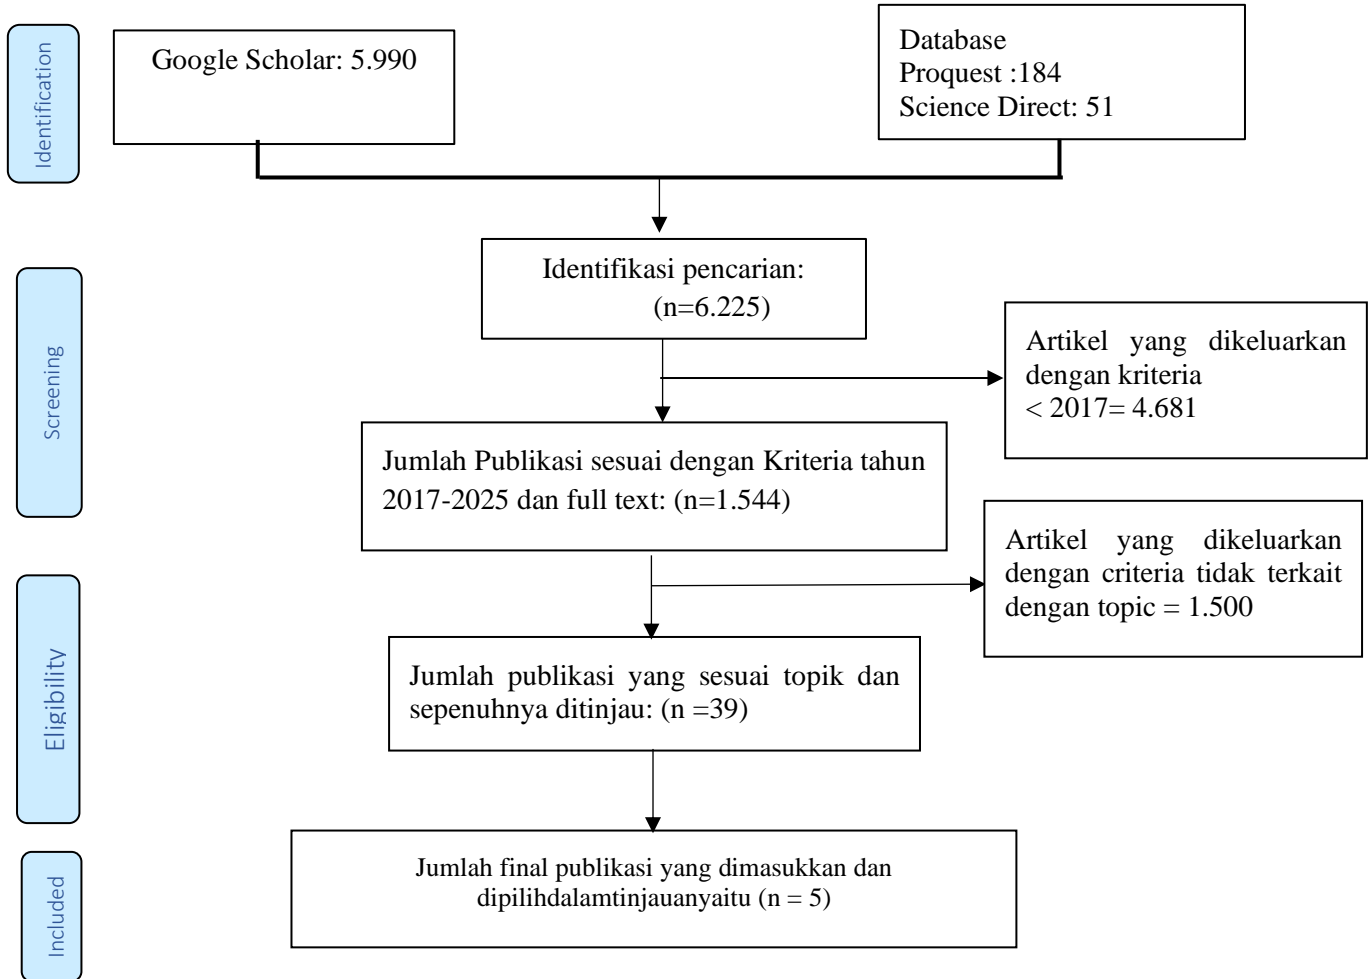 Identification
Google Scholar: 5.990
Database
Proquest :184
Science Direct: 51
Screening
Identifikasi pencarian:
(n=6.225)
Artikel yang dikeluarkan
dengan kriteria
< 2017= 4.681
Jumlah Publikasi sesuai dengan Kriteria tahun
2017-2025 dan full text: (n=1.544)
Artikel yang dikeluarkan
dengan criteria tidak terkait
dengan topic = 1.500
Eligibility
Jumlah publikasi yang sesuai topik dan
sepenuhnya ditinjau: (n =39)
Included
Jumlah final publikasi yang dimasukkan dan
dipilihdalamtinjauanyaitu (n = 5)